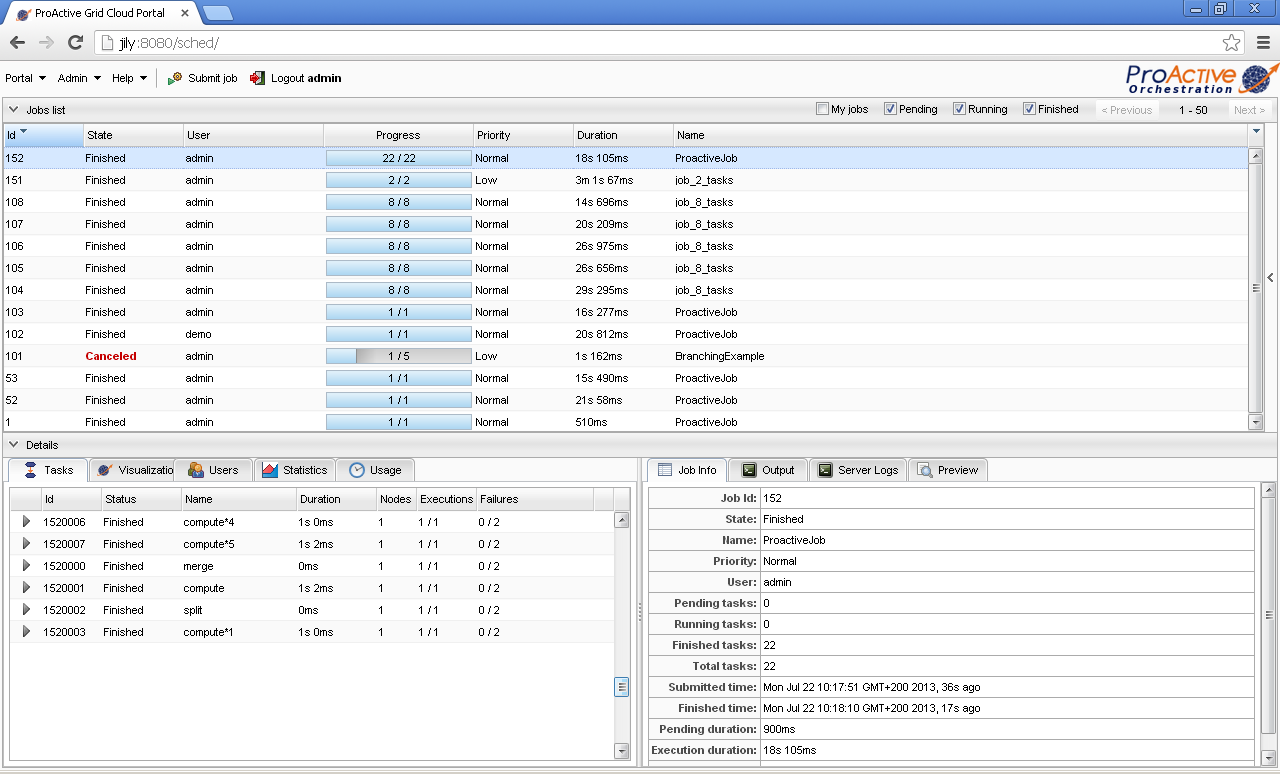 ProActive Grid Cloud Portal
jily:8080/sched/
Portal Admin Help Submit job Logout admin
ProActive
Orchestration
Jobs list My jobs Pending Running Finished < Previous 1 - 50 Next >
Id State User Progress Priority Duration Name
152 Finished admin 22 / 22 Normal 18s 105ms ProactiveJob
151 Finished admin 2 / 2 Low 3m 1s 67ms job_2_tasks
108 Finished admin 8 / 8 Normal 14s 696ms job_8_tasks
107 Finished admin 8 / 8 Normal 20s 209ms job_8_tasks
106 Finished admin 8 / 8 Normal 26s 975ms job_8_tasks
105 Finished admin 8 / 8 Normal 26s 656ms job_8_tasks
104 Finished admin 8 / 8 Normal 29s 295ms job_8_tasks
103 Finished admin 1 / 1 Normal 16s 277ms ProactiveJob
102 Finished demo 1 / 1 Normal 20s 812ms ProactiveJob
101 Canceled admin 1 / 5 Low 1s 162ms BranchingExample
53 Finished admin 1 / 1 Normal 15s 490ms ProactiveJob
52 Finished admin 1 / 1 Normal 21s 58ms ProactiveJob
1 Finished admin 1 / 1 Normal 510ms ProactiveJob
Details
Tasks Visualizatio Users Statistics Usage
Id Status Name Duration Nodes Executions Failures
1520006 Finished compute*4 1s 0ms 1 1 / 1 0 / 2
1520007 Finished compute*5 1s 2ms 1 1 / 1 0 / 2
1520000 Finished merge 0ms 1 1 / 1 0 / 2
1520001 Finished compute 1s 2ms 1 1 / 1 0 / 2
1520002 Finished split 0ms 1 1 / 1 0 / 2
1520003 Finished compute*1 1s 0ms 1 1 / 1 0 / 2
Job Info Output Server Logs Preview
Job Id: 152
State: Finished
Name: ProactiveJob
Priority: Normal
User: admin
Pending tasks: 0
Running tasks: 0
Finished tasks: 22
Total tasks: 22
Submitted time: Mon Jul 22 10:17:51 GMT+200 2013, 36s ago
Finished time: Mon Jul 22 10:18:10 GMT+200 2013, 17s ago
Pending duration: 900ms
Execution duration: 18s 105ms